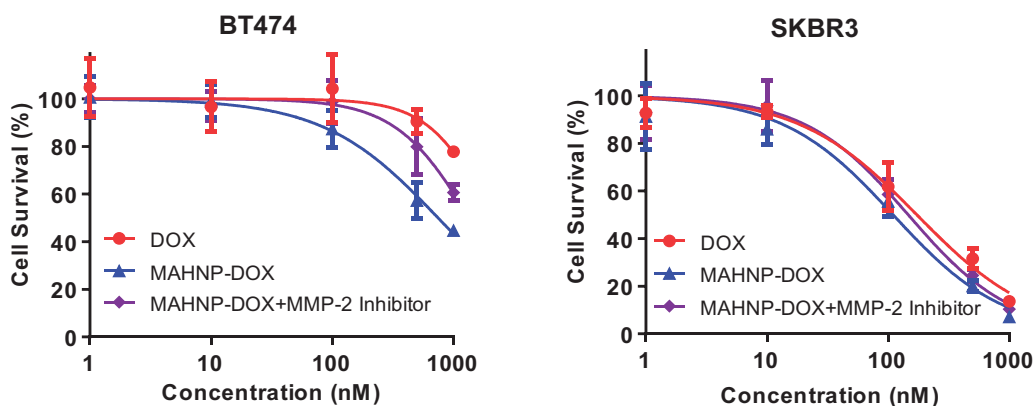 BT474
Cell Survival (%)
100
80
60
40
20
0
DOX
MAHNP-DOX
MAHNP-DOX+MMP-2 Inhibitor
1 10 100 1000
Concentration (nM)
SKBR3
Cell Survival (%)
100
80
60
40
20
0
DOX
MAHNP-DOX
MAHNP-DOX+MMP-2 Inhibitor
1 10 100 1000
Concentration (nM)